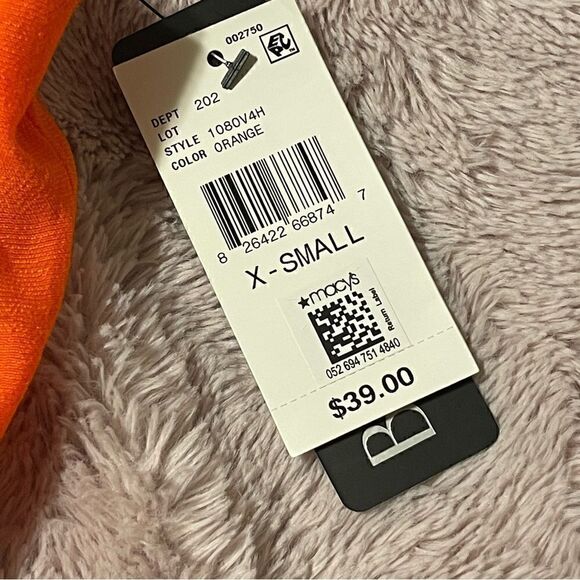 002750
DEPT 202
LOT
STYLE 1080V4H
COLOR ORANGE
8 26422 66874 7
X-SMALL
★macy's
Return Label
052 694 751 4840
$39.00
B